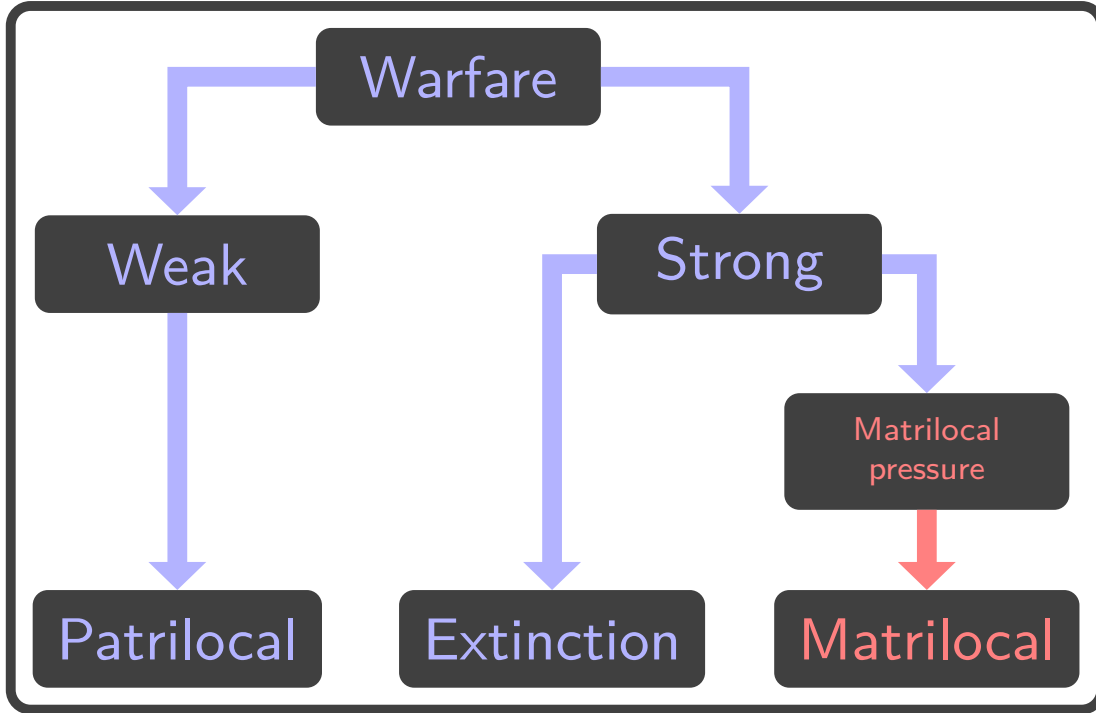 Warfare
Weak
Strong
Matrilocal
pressure
Patrilocal
Extinction
Matrilocal